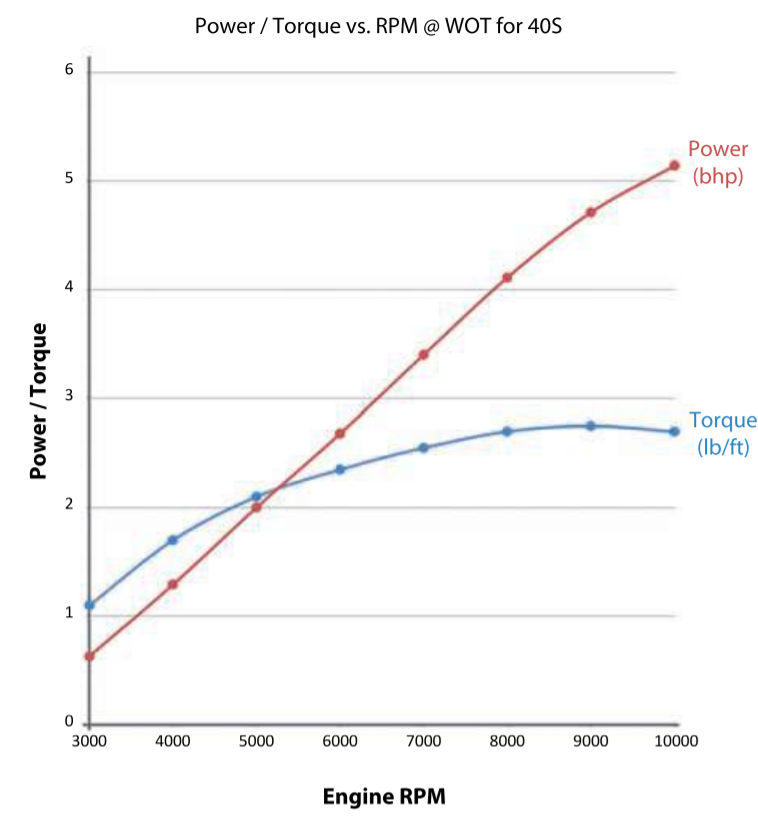 Power / Torque vs. RPM @ WOT for 40S
6
Power
(bhp)
5
4
3
Torque
(lb/ft)
2
1
0
Power / Torque
3000 4000 5000 6000 7000 8000 9000 10000
Engine RPM